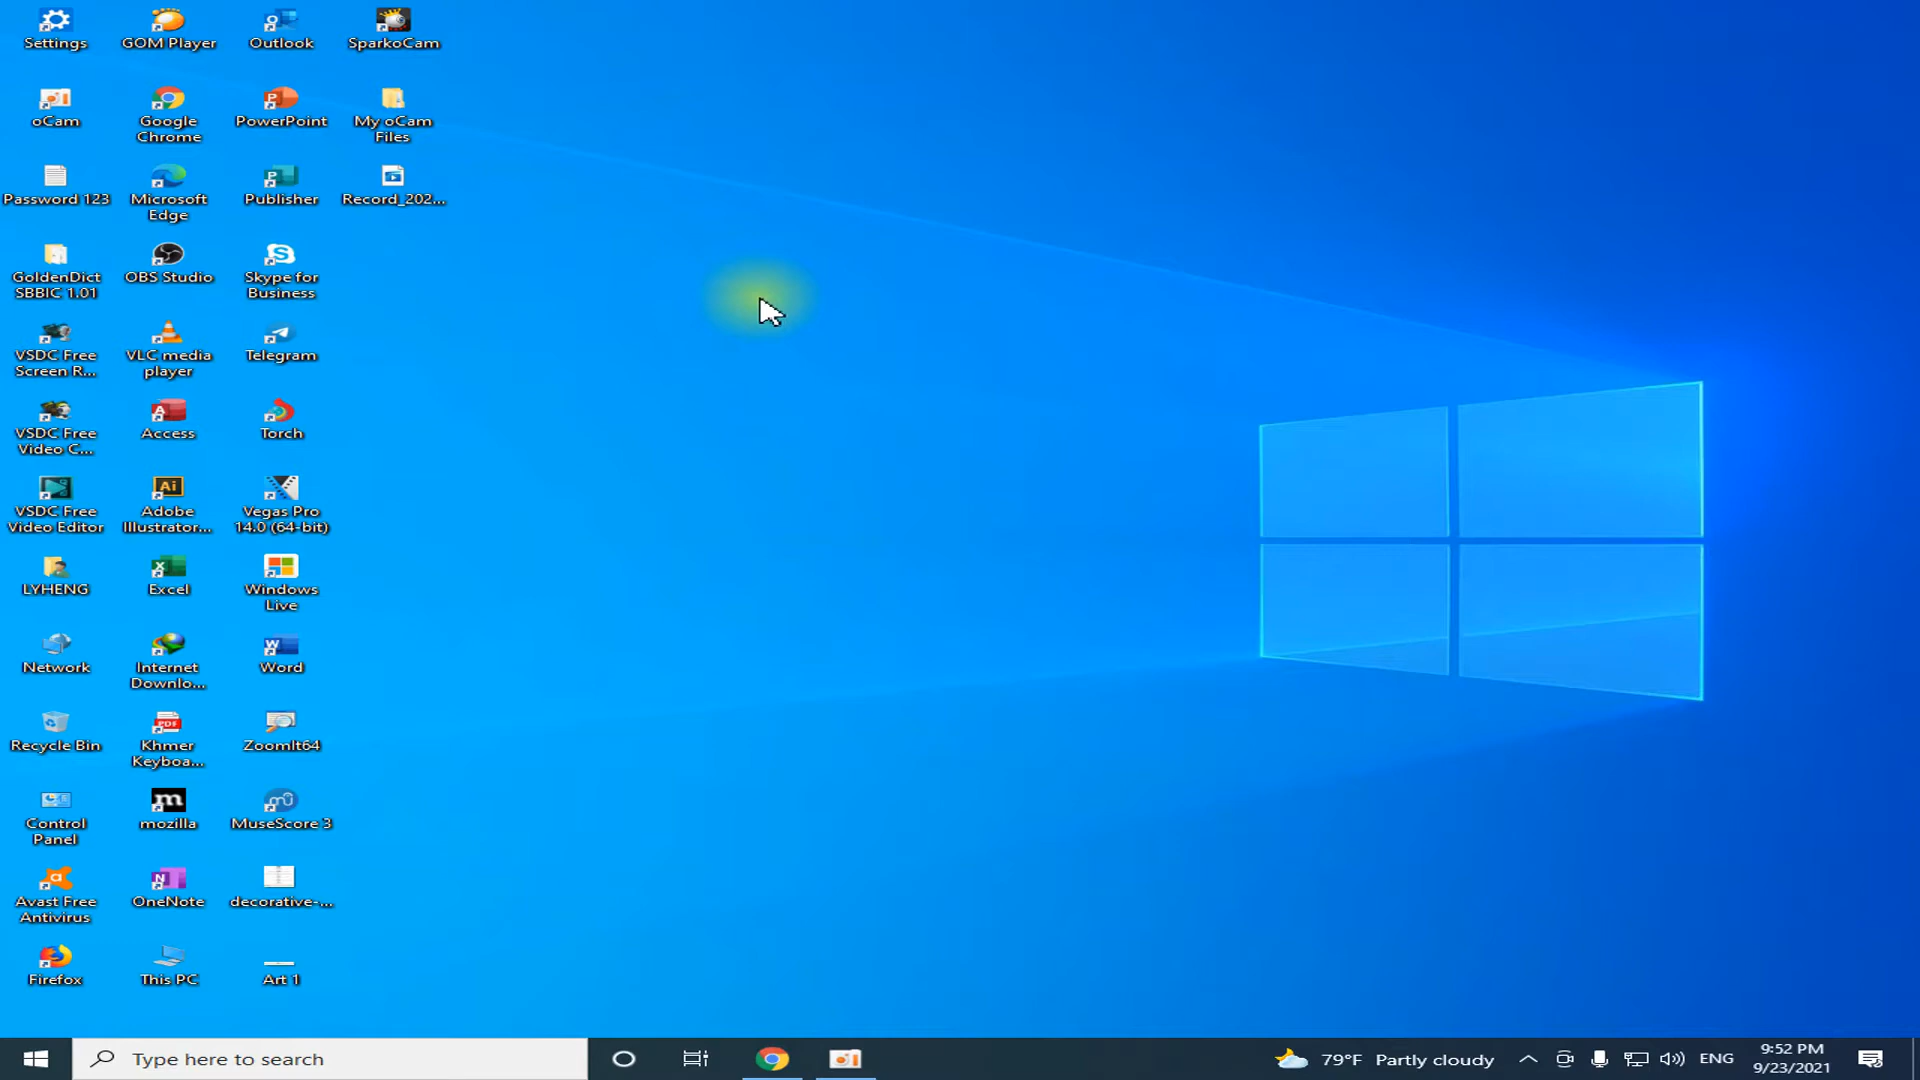 Settings
GOM Player
Outlook
SparkoCam
oCam
Google
Chrome
PowerPoint
My oCam
Files
Password 123
Microsoft
Edge
Publisher
Record_202...
GoldenDict
SBBIC 1.01
OBS Studio
Skype for
Business
VSDC Free
Screen R...
VLC media
player
Telegram
VSDC Free
Video C...
Access
Torch
VSDC Free
Video Editor
Adobe
Illustrator...
Vegas Pro
14.0 (64-bit)
LYHENG
Excel
Windows
Live
Network
Internet
Downlo...
Word
Recycle Bin
Khmer
Keyboa...
ZoomIt64
Control
Panel
mozilla
MuseScore 3
Avast Free
Antivirus
OneNote
decorative-...
Firefox
This PC
Art 1
Type here to search
79°F Partly cloudy
ENG
9:52 PM
9/23/2021